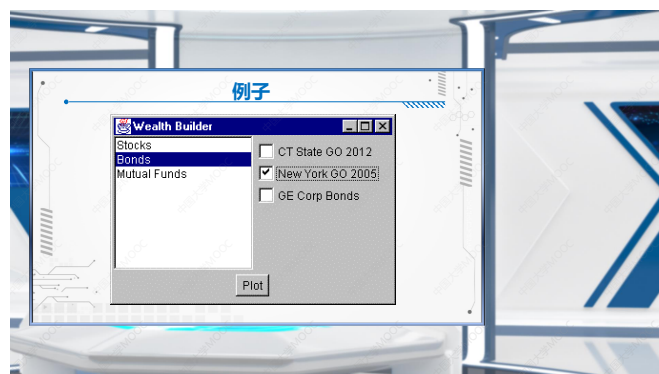 例子
Wealth Builder
Stocks
Bonds
Mutual Funds
CT State GO 2012
New York GO 2005
GE Corp Bonds
Plot